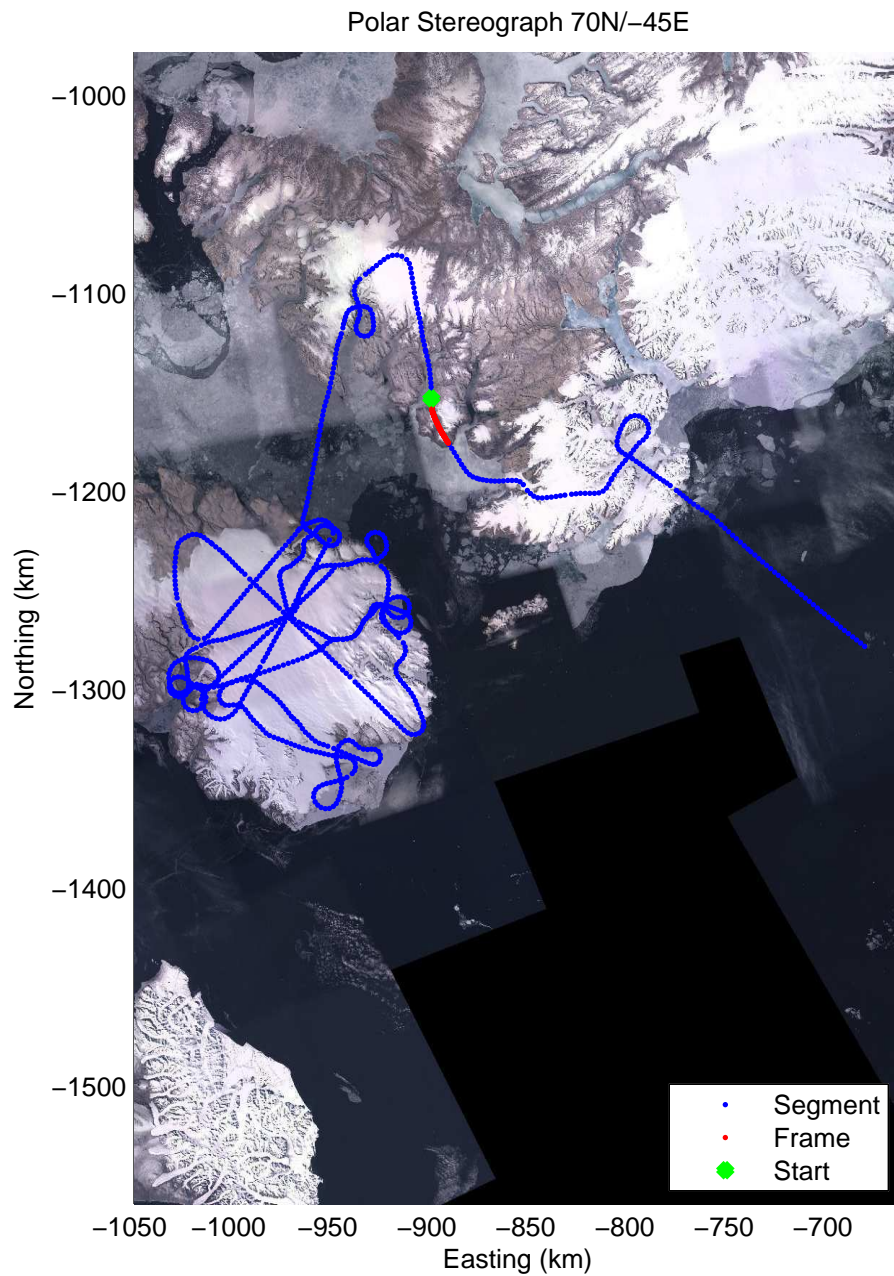 Polar Stereograph 70N/−45E
−1000
−1100
−1200
−1300
−1400
−1500
Northing (km)
Segment
Frame
Start
−1050 −1000 −950 −900 −850 −800 −750 −700
Easting (km)